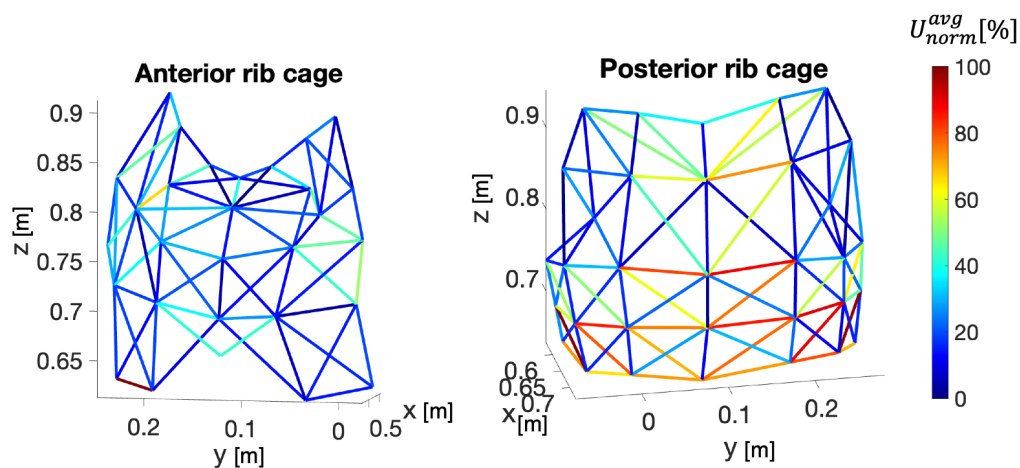 Anterior rib cage
0.9
0.85
0.8
0.75
0.7
0.65
z [m]
0.2
0.1
0
0.5
x [m]
y [m]
Posterior rib cage
0.9
0.8
0.7
z [m]
0.6
0.65
0.7
x[m]
0
0.1
0.2
y [m]
U_{norm}^{avg}[%]
100
80
60
40
20
0